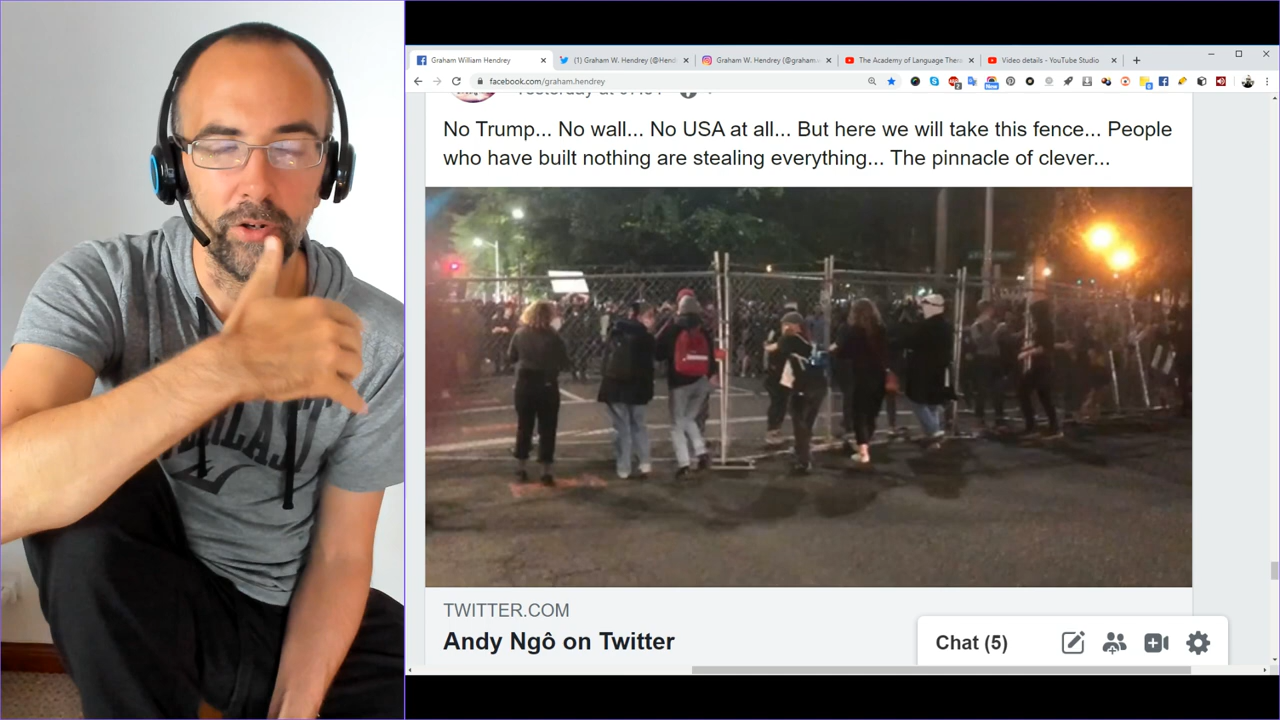 Graham William Hendrey
(1) Graham W. Hendrey (@Hend
Graham W. Hendrey (@graham.
The Academy of Language Thera
Video details - YouTube Studio
facebook.com/graham.hendrey
New
No Trump... No wall... No USA at all... But here we will take this fence... People
who have built nothing are stealing everything... The pinnacle of clever...
TWITTER.COM
Andy Ngô on Twitter
Chat (5)